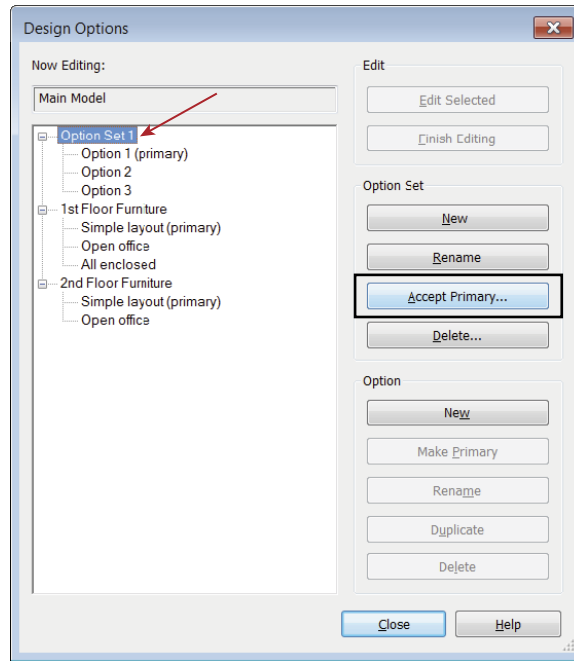 Design Options
Now Editing:
Main Model
Option Set 1
Option 1 (primary)
Option 2
Option 3
1st Floor Furniture
Simple layout (primary)
Open office
All enclosed
2nd Floor Furniture
Simple layout (primary)
Open office
Edit
Edit Selected
Finish Editing
Option Set
New
Rename
Accept Primary...
Delete...
Option
New
Make Primary
Rename
Duplicate
Delete
Close
Help